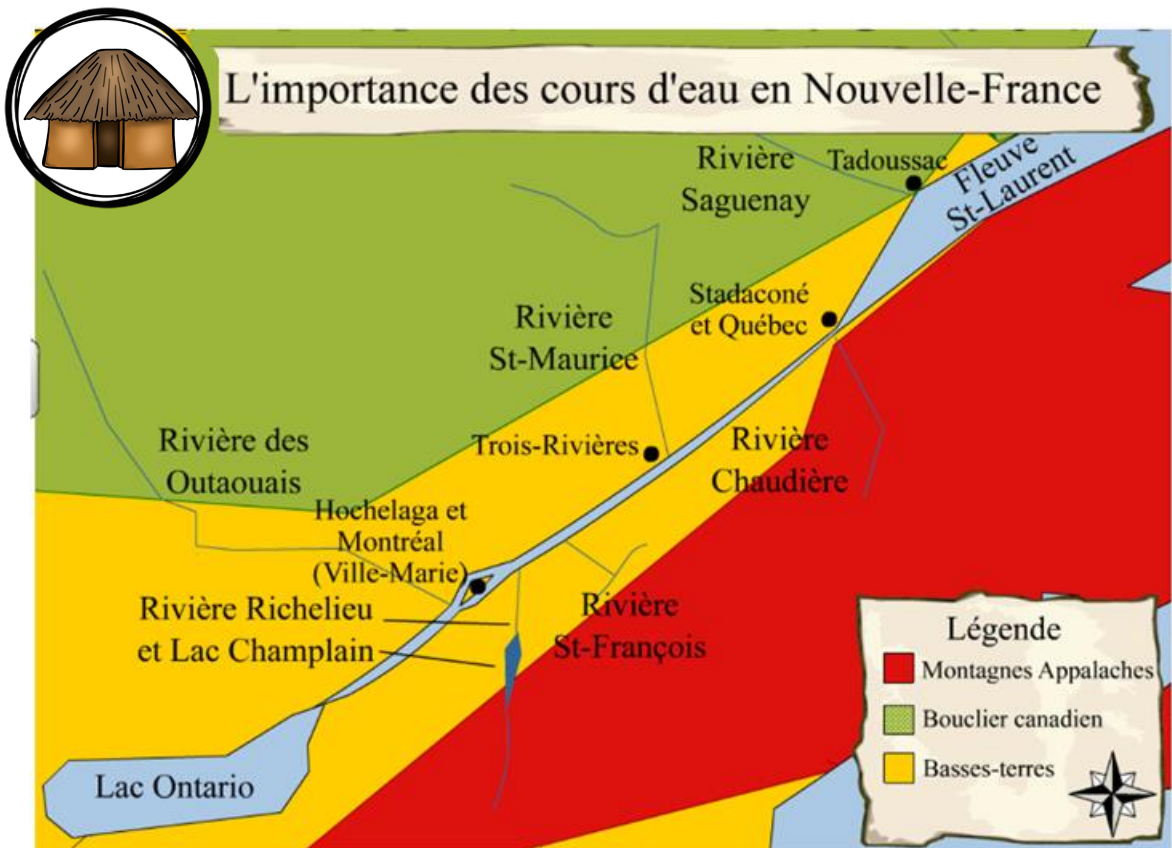 L'importance des cours d'eau en Nouvelle-France
Rivière
Saguenay
Tadoussac
Fleuve
St-Laurent
Stadaconé
et Québec
Rivière
St-Maurice
Trois-Rivières
Rivière
Chaudière
Rivière des
Outaouais
Hochelaga et
Montréal
(Ville-Marie)
Rivière Richelieu
et Lac Champlain
Rivière
St-François
Lac Ontario
Légende
Montagnes Appalaches
Bouclier canadien
Basses-terres